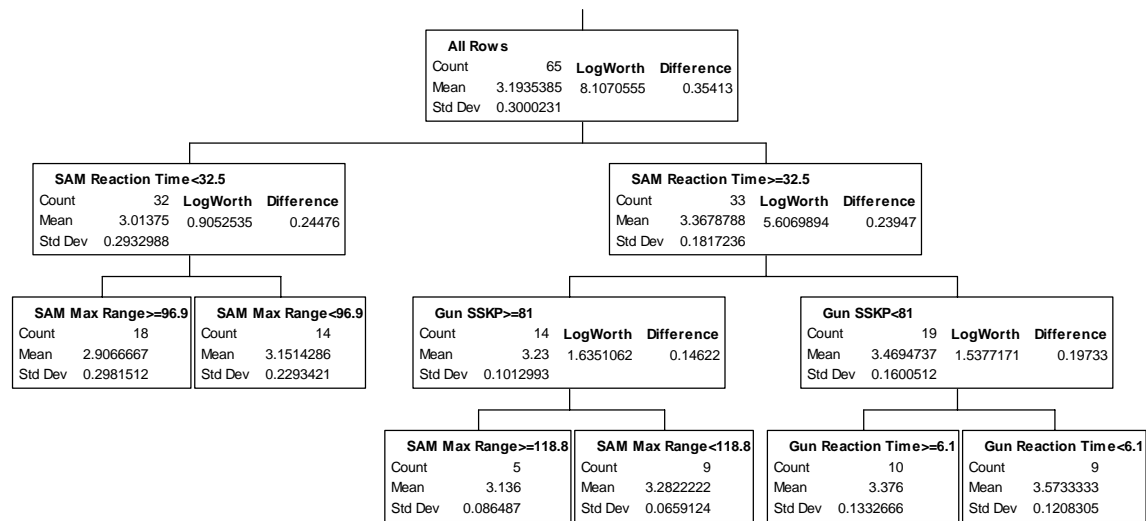 All Rows
Count 65 LogWorth Difference
Mean 3.1935385 8.1070555 0.35413
Std Dev 0.3000231
SAM Reaction Time<32.5
Count 32 LogWorth Difference
Mean 3.01375 0.9052535 0.24476
Std Dev 0.2932988
SAM Reaction Time>=32.5
Count 33 LogWorth Difference
Mean 3.3678788 5.6069894 0.23947
Std Dev 0.1817236
SAM Max Range>=96.9
Count 18
Mean 2.9066667
Std Dev 0.2981512
SAM Max Range<96.9
Count 14
Mean 3.1514286
Std Dev 0.2293421
Gun SSKP>=81
Count 14 LogWorth Difference
Mean 3.23 1.6351062 0.14622
Std Dev 0.1012993
Gun SSKP<81
Count 19 LogWorth Difference
Mean 3.4694737 1.5377171 0.19733
Std Dev 0.1600512
SAM Max Range>=118.8
Count 5
Mean 3.136
Std Dev 0.086487
SAM Max Range<118.8
Count 9
Mean 3.2822222
Std Dev 0.0659124
Gun Reaction Time>=6.1
Count 10
Mean 3.376
Std Dev 0.1332666
Gun Reaction Time<6.1
Count 9
Mean 3.5733333
Std Dev 0.1208305